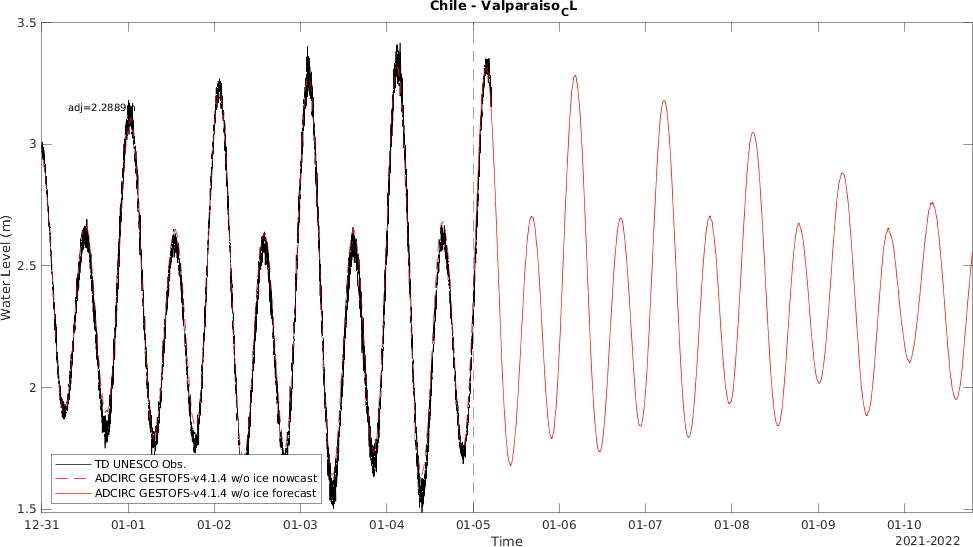 Chile - Valparaiso_CL
3.5
adj=2.2889m
3
2.5
Water Level (m)
2
TD UNESCO Obs.
ADCIRC GESTOFS-v4.1.4 w/o ice nowcast
ADCIRC GESTOFS-v4.1.4 w/o ice forecast
1.5
12-31 01-01 01-02 01-03 01-04 01-05 01-06 01-07 01-08 01-09 01-10
Time
2021-2022